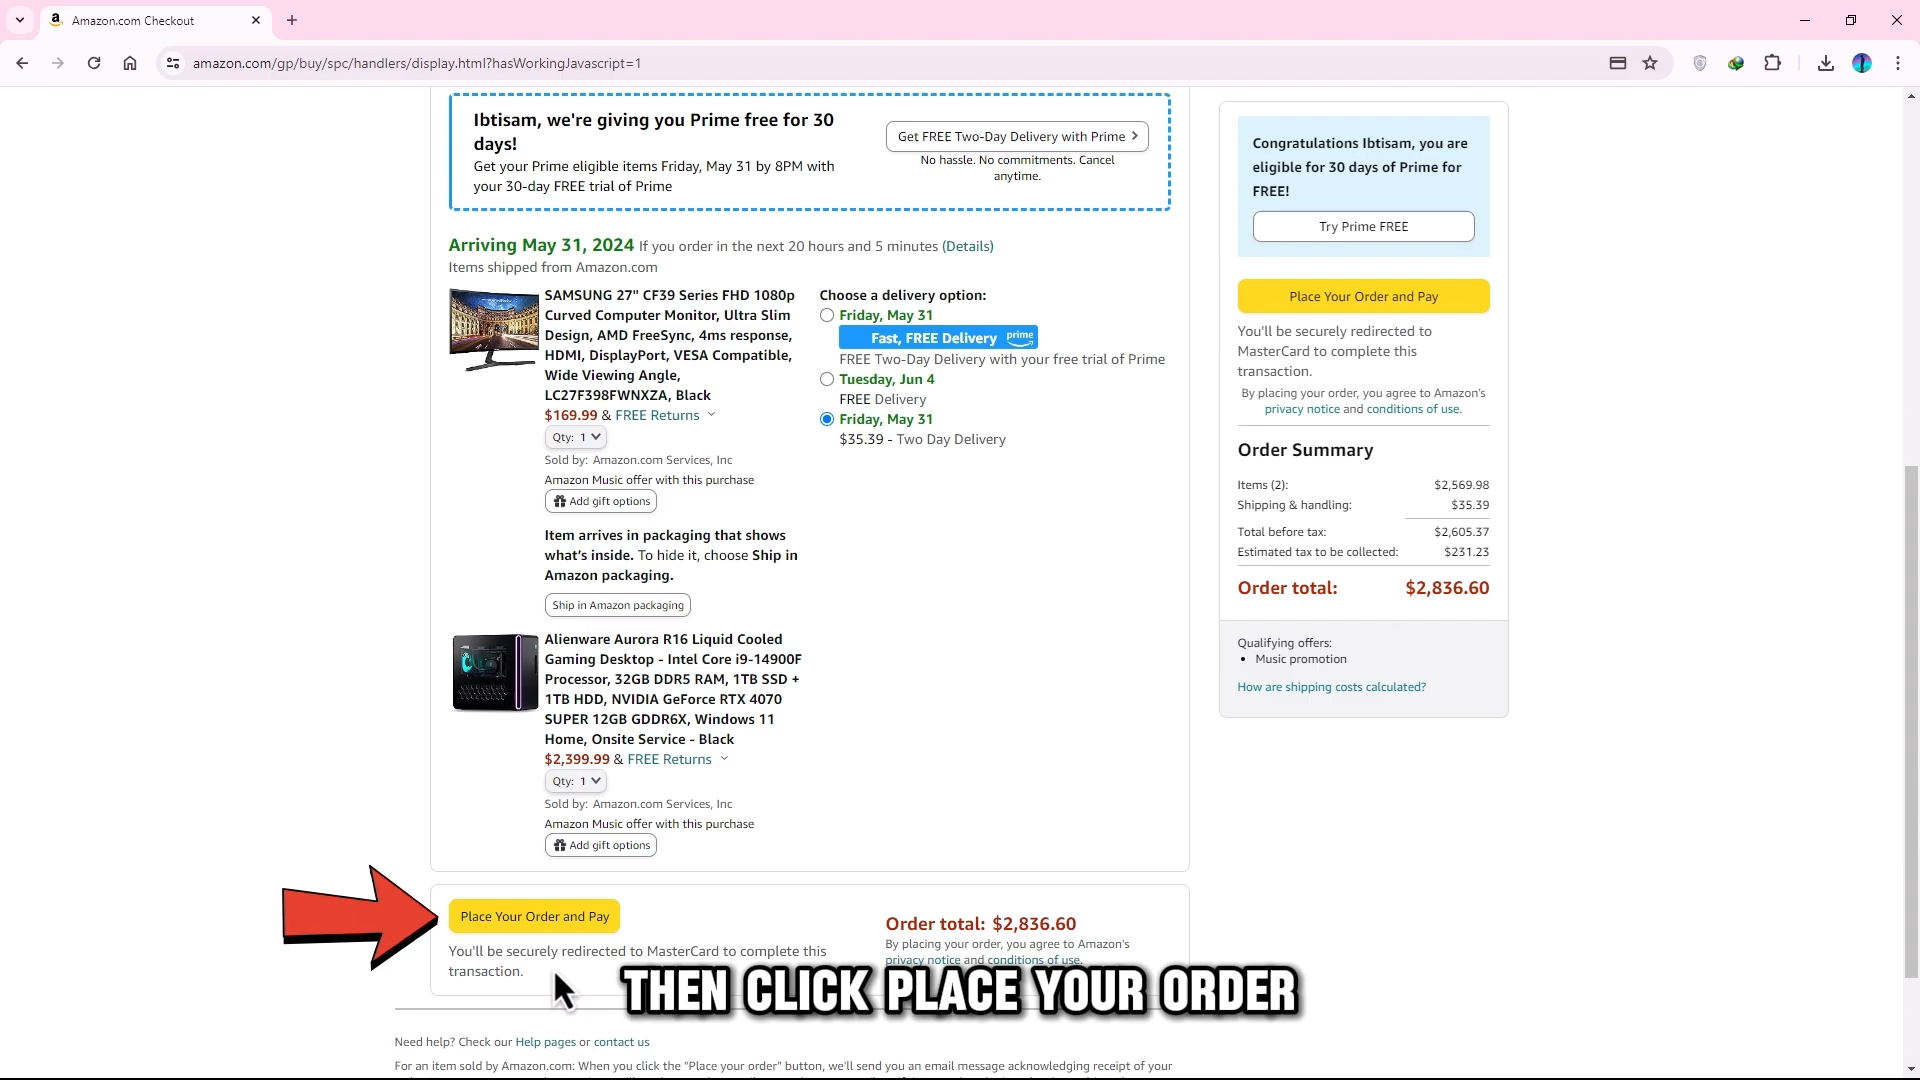 Amazon.com Checkout
amazon.com/gp/buy/spc/handlers/display.html?hasWorkingJavascript=1
Ibtisam, we're giving you Prime free for 30
days!
Get your Prime eligible items Friday, May 31 by 8PM with
your 30-day FREE trial of Prime
Get FREE Two-Day Delivery with Prime
No hassle. No commitments. Cancel
anytime.
Arriving May 31, 2024 If you order in the next 20 hours and 5 minutes (Details)
Items shipped from Amazon.com
SAMSUNG 27" CF39 Series FHD 1080p
Curved Computer Monitor, Ultra Slim
Design, AMD FreeSync, 4ms response,
HDMI, DisplayPort, VESA Compatible,
Wide Viewing Angle,
LC27F398FWNXZA, Black
$169.99 & FREE Returns
Qty: 1
Sold by: Amazon.com Services, Inc
Amazon Music offer with this purchase
Add gift options
Item arrives in packaging that shows
what's inside. To hide it, choose Ship in
Amazon packaging.
Ship in Amazon packaging
Choose a delivery option:
Friday, May 31
Fast, FREE Delivery prime
FREE Two-Day Delivery with your free trial of Prime
Tuesday, Jun 4
FREE Delivery
Friday, May 31
$35.39 - Two Day Delivery
Alienware Aurora R16 Liquid Cooled
Gaming Desktop - Intel Core i9-14900F
Processor, 32GB DDR5 RAM, 1TB SSD +
1TB HDD, NVIDIA GeForce RTX 4070
SUPER 12GB GDDR6X, Windows 11
Home, Onsite Service - Black
$2,399.99 & FREE Returns
Qty: 1
Sold by: Amazon.com Services, Inc
Amazon Music offer with this purchase
Add gift options
Place Your Order and Pay
You'll be securely redirected to MasterCard to complete this
transaction.
Order total: $2,836.60
By placing your order, you agree to Amazon's
privacy notice and conditions of use.
THEN CLICK PLACE YOUR ORDER
Need help? Check our Help pages or contact us
For an item sold by Amazon.com: When you click the "Place your order" button, we'll send you an email message acknowledging receipt of your
Congratulations Ibtisam, you are
eligible for 30 days of Prime for
FREE!
Try Prime FREE
Place Your Order and Pay
You'll be securely redirected to
MasterCard to complete this
transaction.
By placing your order, you agree to Amazon's
privacy notice and conditions of use.
Order Summary
Items (2): $2,569.98
Shipping & handling: $35.39
Total before tax: $2,605.37
Estimated tax to be collected: $231.23
Order total: $2,836.60
Qualifying offers:
• Music promotion
How are shipping costs calculated?